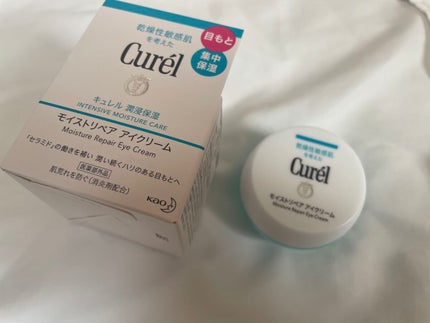 乾燥性敏感肌
を考えた
目もと
集中
保湿
Curél
キュレル 潤浸保湿
INTENSIVE MOISTURE CARE
モイストリペア アイクリーム
Moisture Repair Eye Cream
「セラミド」の働きを補い 潤い続くハリのある目もとへ
医薬部外品
肌荒れを防ぐ(消炎剤配合)
Kao
乾燥性敏感肌
を考えた
Curél
モイストリペア アイクリーム
Moisture Repair Eye Cream